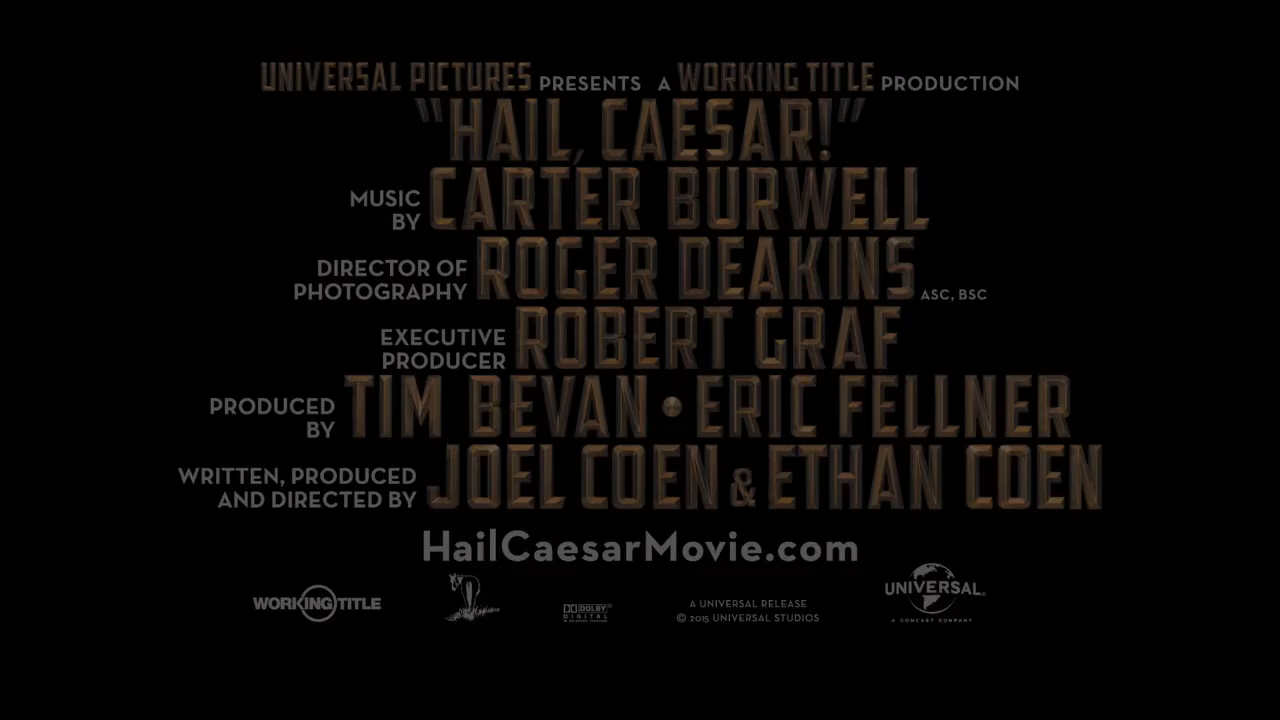 UNIVERSAL PICTURES PRESENTS A WORKING TITLE PRODUCTION
"HAIL, CAESAR!"
MUSIC BY CARTER BURWELL
DIRECTOR OF PHOTOGRAPHY ROGER DEAKINS ASC, BSC
EXECUTIVE PRODUCER ROBERT GRAF
PRODUCED BY TIM BEVAN • ERIC FELLNER
WRITTEN, PRODUCED AND DIRECTED BY JOEL COEN & ETHAN COEN
HailCaesarMovie.com
WORKING TITLE
DOLBY
DIGITAL
A UNIVERSAL RELEASE
© 2015 UNIVERSAL STUDIOS
UNIVERSAL
A COMCAST COMPANY